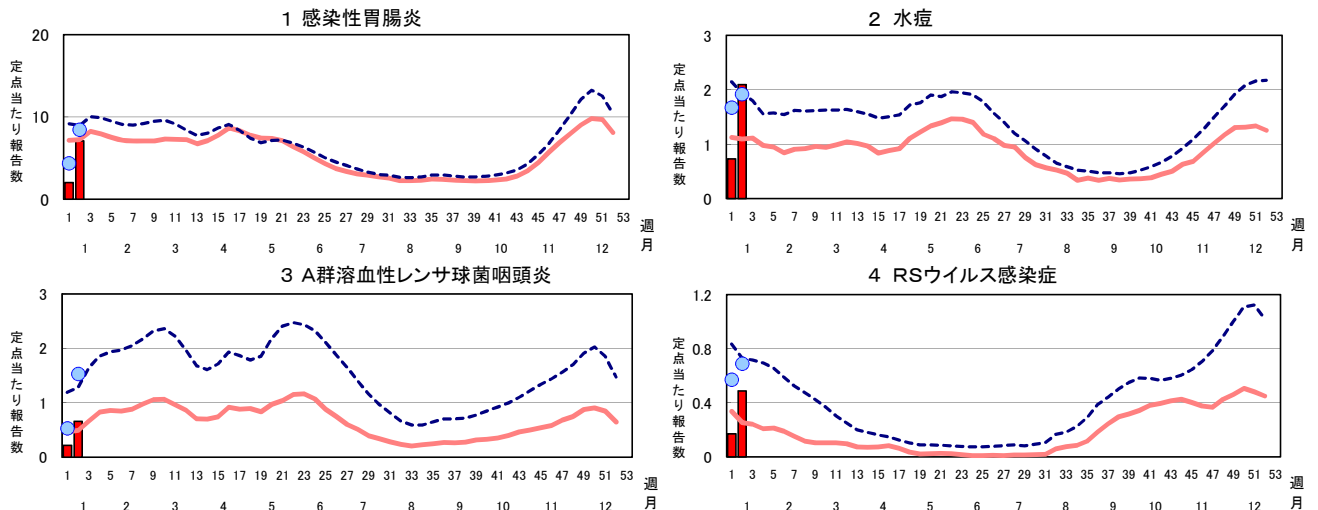 1 感染性胃腸炎
定点当たり報告数
20
10
0
1 3 5 7 9 11 13 15 17 19 21 23 25 27 29 31 33 35 37 39 41 43 45 47 49 51 53 週
1 2 3 4 5 6 7 8 9 10 11 12 月
2 水痘
定点当たり報告数
3
2
1
0
1 3 5 7 9 11 13 15 17 19 21 23 25 27 29 31 33 35 37 39 41 43 45 47 49 51 53 週
1 2 3 4 5 6 7 8 9 10 11 12 月
3 A群溶血性レンサ球菌咽頭炎
定点当たり報告数
3
2
1
0
1 3 5 7 9 11 13 15 17 19 21 23 25 27 29 31 33 35 37 39 41 43 45 47 49 51 53 週
1 2 3 4 5 6 7 8 9 10 11 12 月
4 RSウイルス感染症
定点当たり報告数
1.2
0.8
0.4
0
1 3 5 7 9 11 13 15 17 19 21 23 25 27 29 31 33 35 37 39 41 43 45 47 49 51 53 週
1 2 3 4 5 6 7 8 9 10 11 12 月